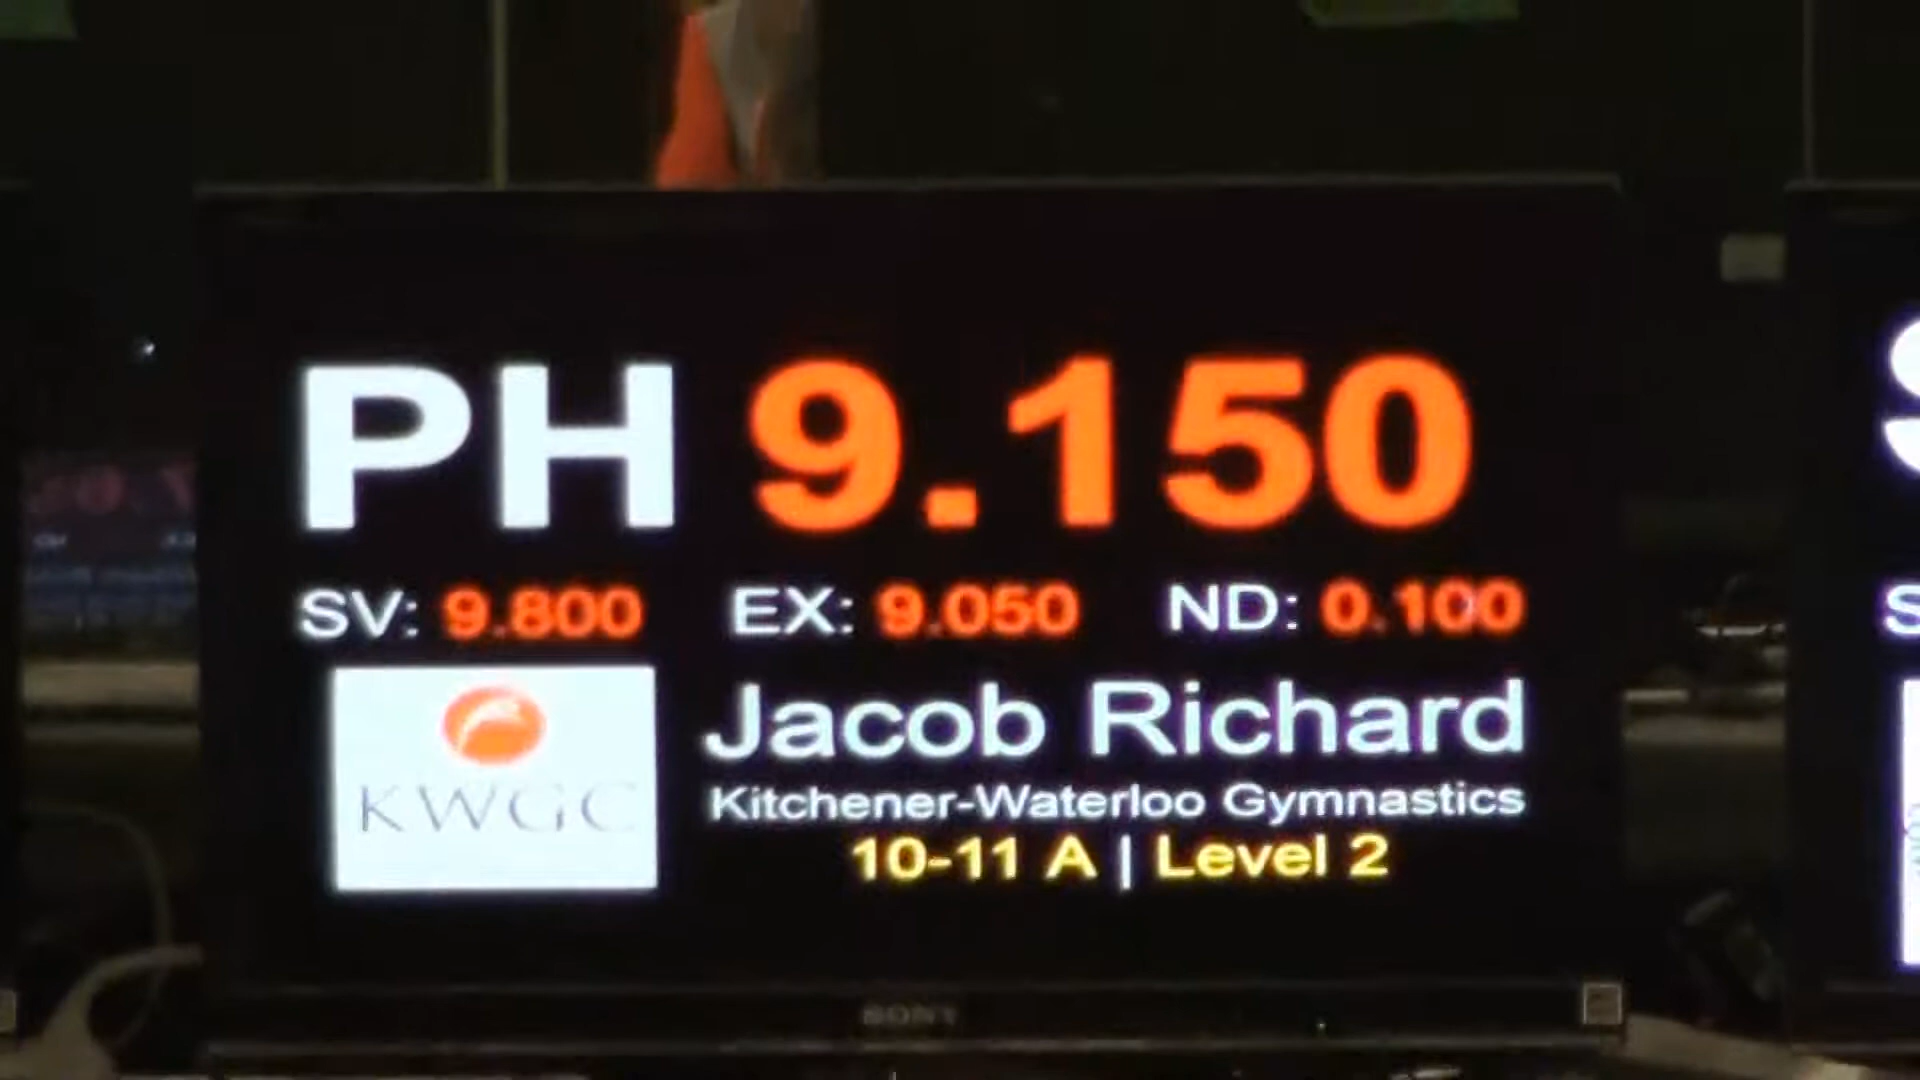 PH 9.150
SV: 9.800 EX: 9.050 ND: 0.100
KWGC
Jacob Richard
Kitchener-Waterloo Gymnastics
10-11 A | Level 2
SONY